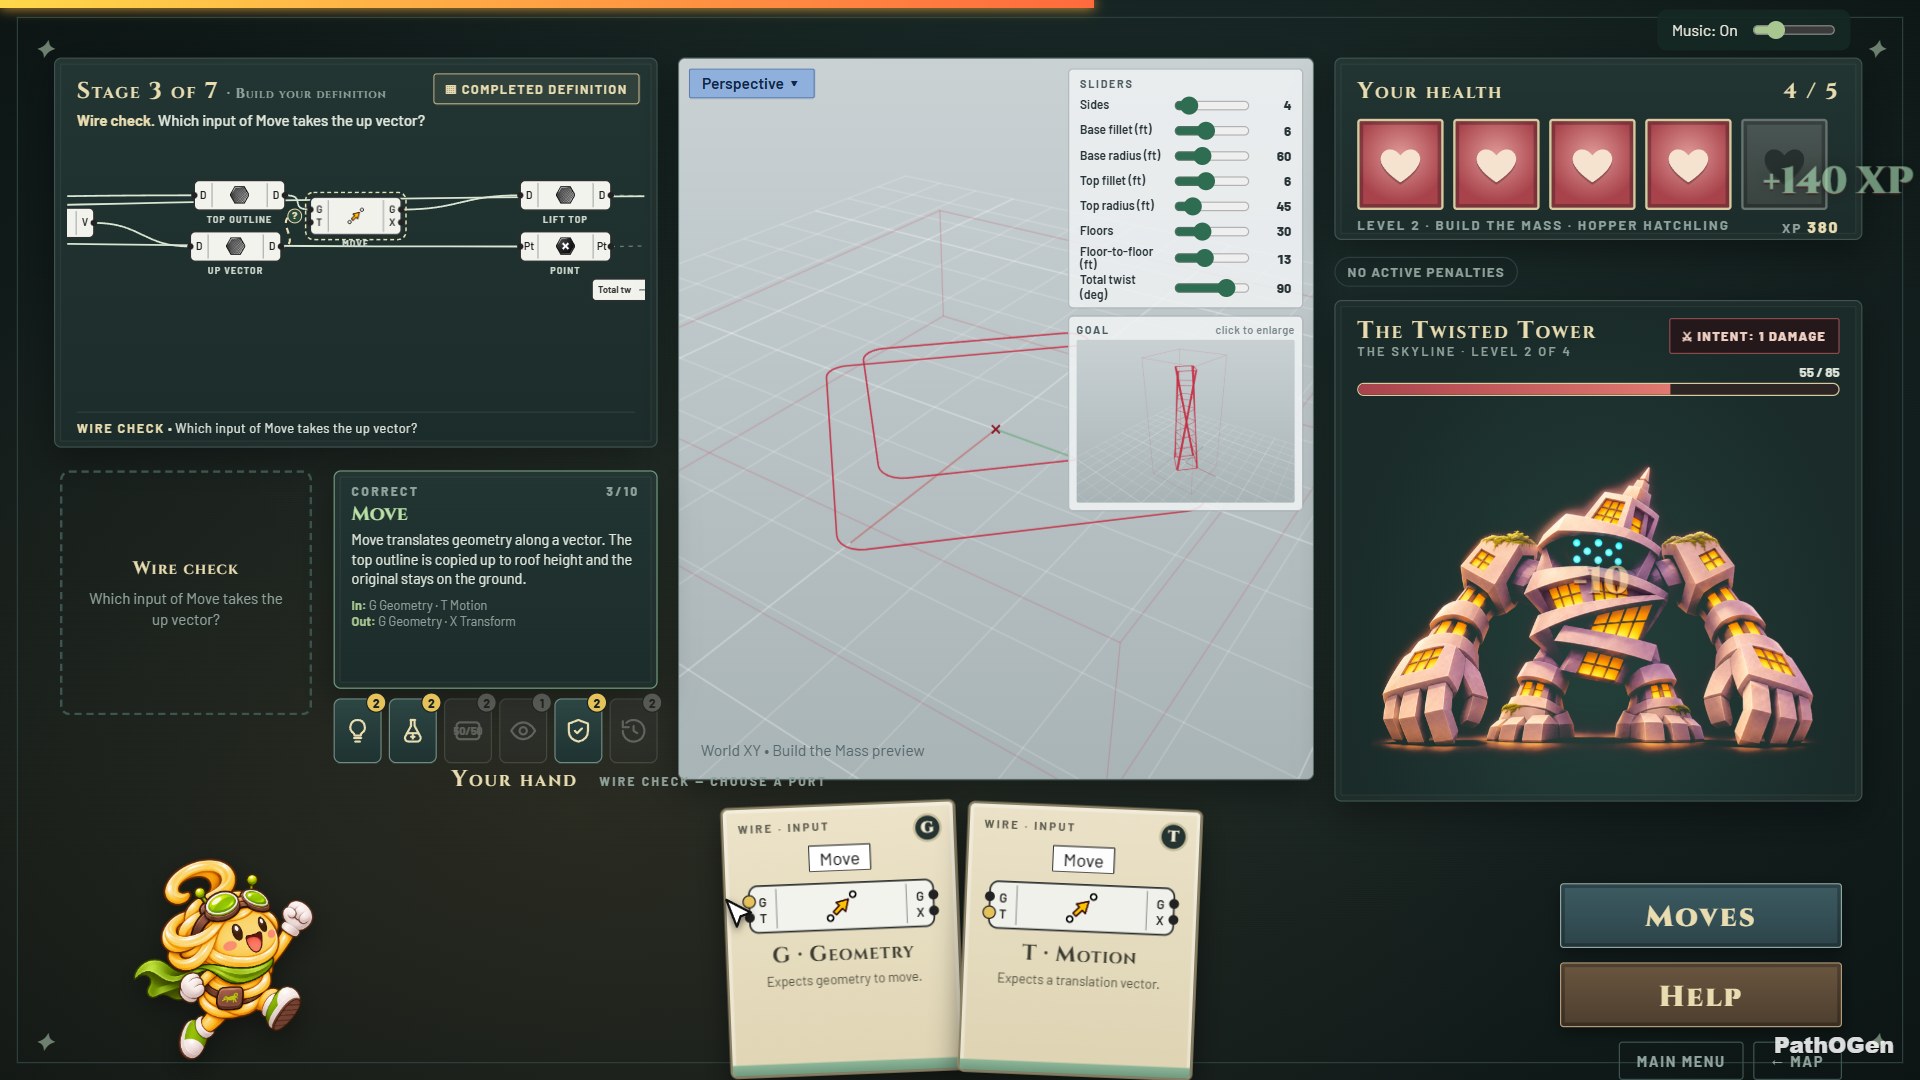 Music: On
Stage 3 of 7 · Build your definition
COMPLETED DEFINITION
Wire check. Which input of Move takes the up vector?
D D
TOP OUTLINE
V
?
G G
T X
MOVE
D D
UP VECTOR
D D
LIFT TOP
Pt Pt
POINT
Total tw
WIRE CHECK • Which input of Move takes the up vector?
Wire check
Which input of Move takes the
up vector?
CORRECT 3/10
Move
Move translates geometry along a vector. The
top outline is copied up to roof height and the
original stays on the ground.
In: G Geometry · T Motion
Out: G Geometry · X Transform
2 2 2 1 2 2
50/50
Your hand WIRE CHECK — CHOOSE A PORT
Perspective ▼
SLIDERS
Sides 4
Base fillet (ft) 6
Base radius (ft) 60
Top fillet (ft) 6
Top radius (ft) 45
Floors 30
Floor-to-floor
(ft) 13
Total twist
(deg) 90
GOAL click to enlarge
World XY • Build the Mass preview
Your health 4 / 5
+140 XP
LEVEL 2 · BUILD THE MASS · HOPPER HATCHLING XP 380
NO ACTIVE PENALTIES
The Twisted Tower
THE SKYLINE · LEVEL 2 OF 4
INTENT: 1 DAMAGE
55 / 85
-10
WIRE · INPUT G
Move
G G
T X
G · Geometry
Expects geometry to move.
WIRE · INPUT T
Move
G G
T X
T · Motion
Expects a translation vector.
Moves
Help
MAIN MENU
← MAP
PathOGen